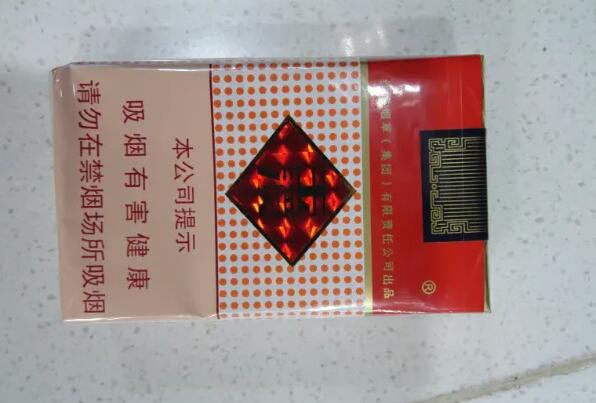 本公司提示
吸烟有害健康
请勿在禁烟场所吸烟
烟草(集团)有限责任公司出品
®